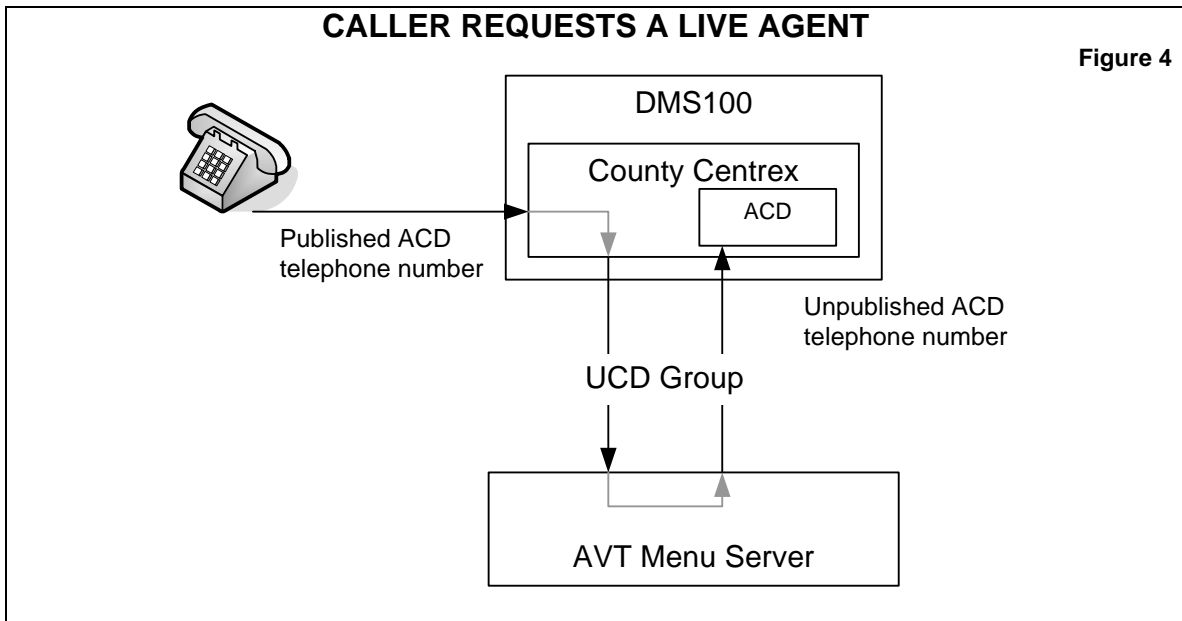 CALLER REQUESTS A LIVE AGENT
Figure 4
DMS100
County Centrex
ACD
Published ACD
telephone number
Unpublished ACD
telephone number
UCD Group
AVT Menu Server